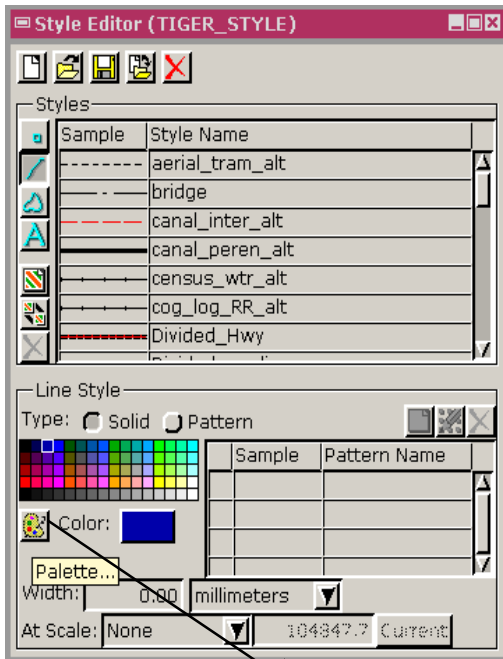 Style Editor (TIGER_STYLE)
Styles
Sample Style Name
aerial_tram_alt
bridge
canal_inter_alt
canal_peren_alt
census_wtr_alt
cog_log_RR_alt
Divided_Hwy
Line Style
Type: Solid Pattern
Sample Pattern Name
Color:
Palette...
Width: 0.00 millimeters
At Scale: None 104347.7 Current